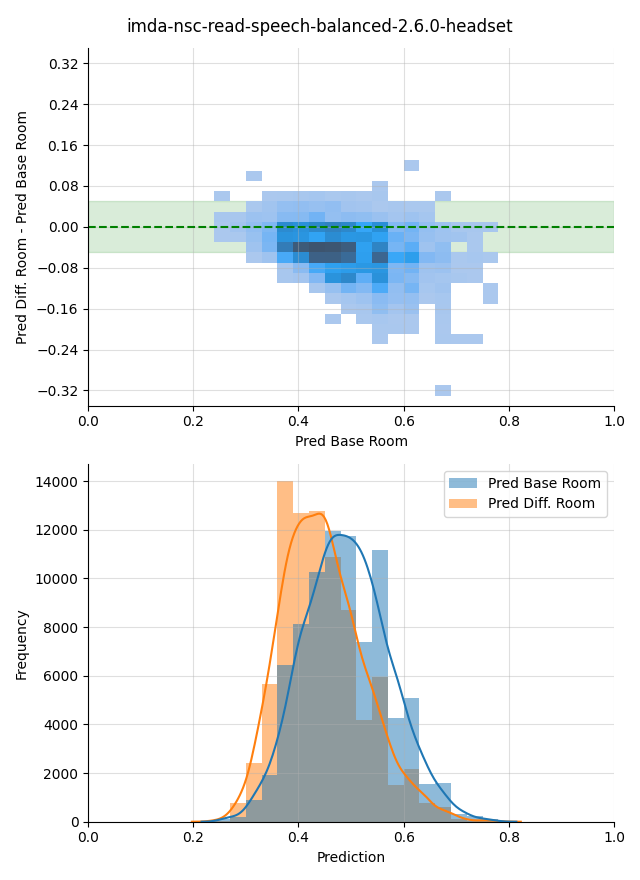 imda-nsc-read-speech-balanced-2.6.0-headset
Pred Diff. Room - Pred Base Room
0.32
0.24
0.16
0.08
0.00
−0.08
−0.16
−0.24
−0.32
0.0 0.2 0.4 0.6 0.8 1.0
Pred Base Room
Frequency
14000
12000
10000
8000
6000
4000
2000
0
Pred Base Room
Pred Diff. Room
0.0 0.2 0.4 0.6 0.8 1.0
Prediction